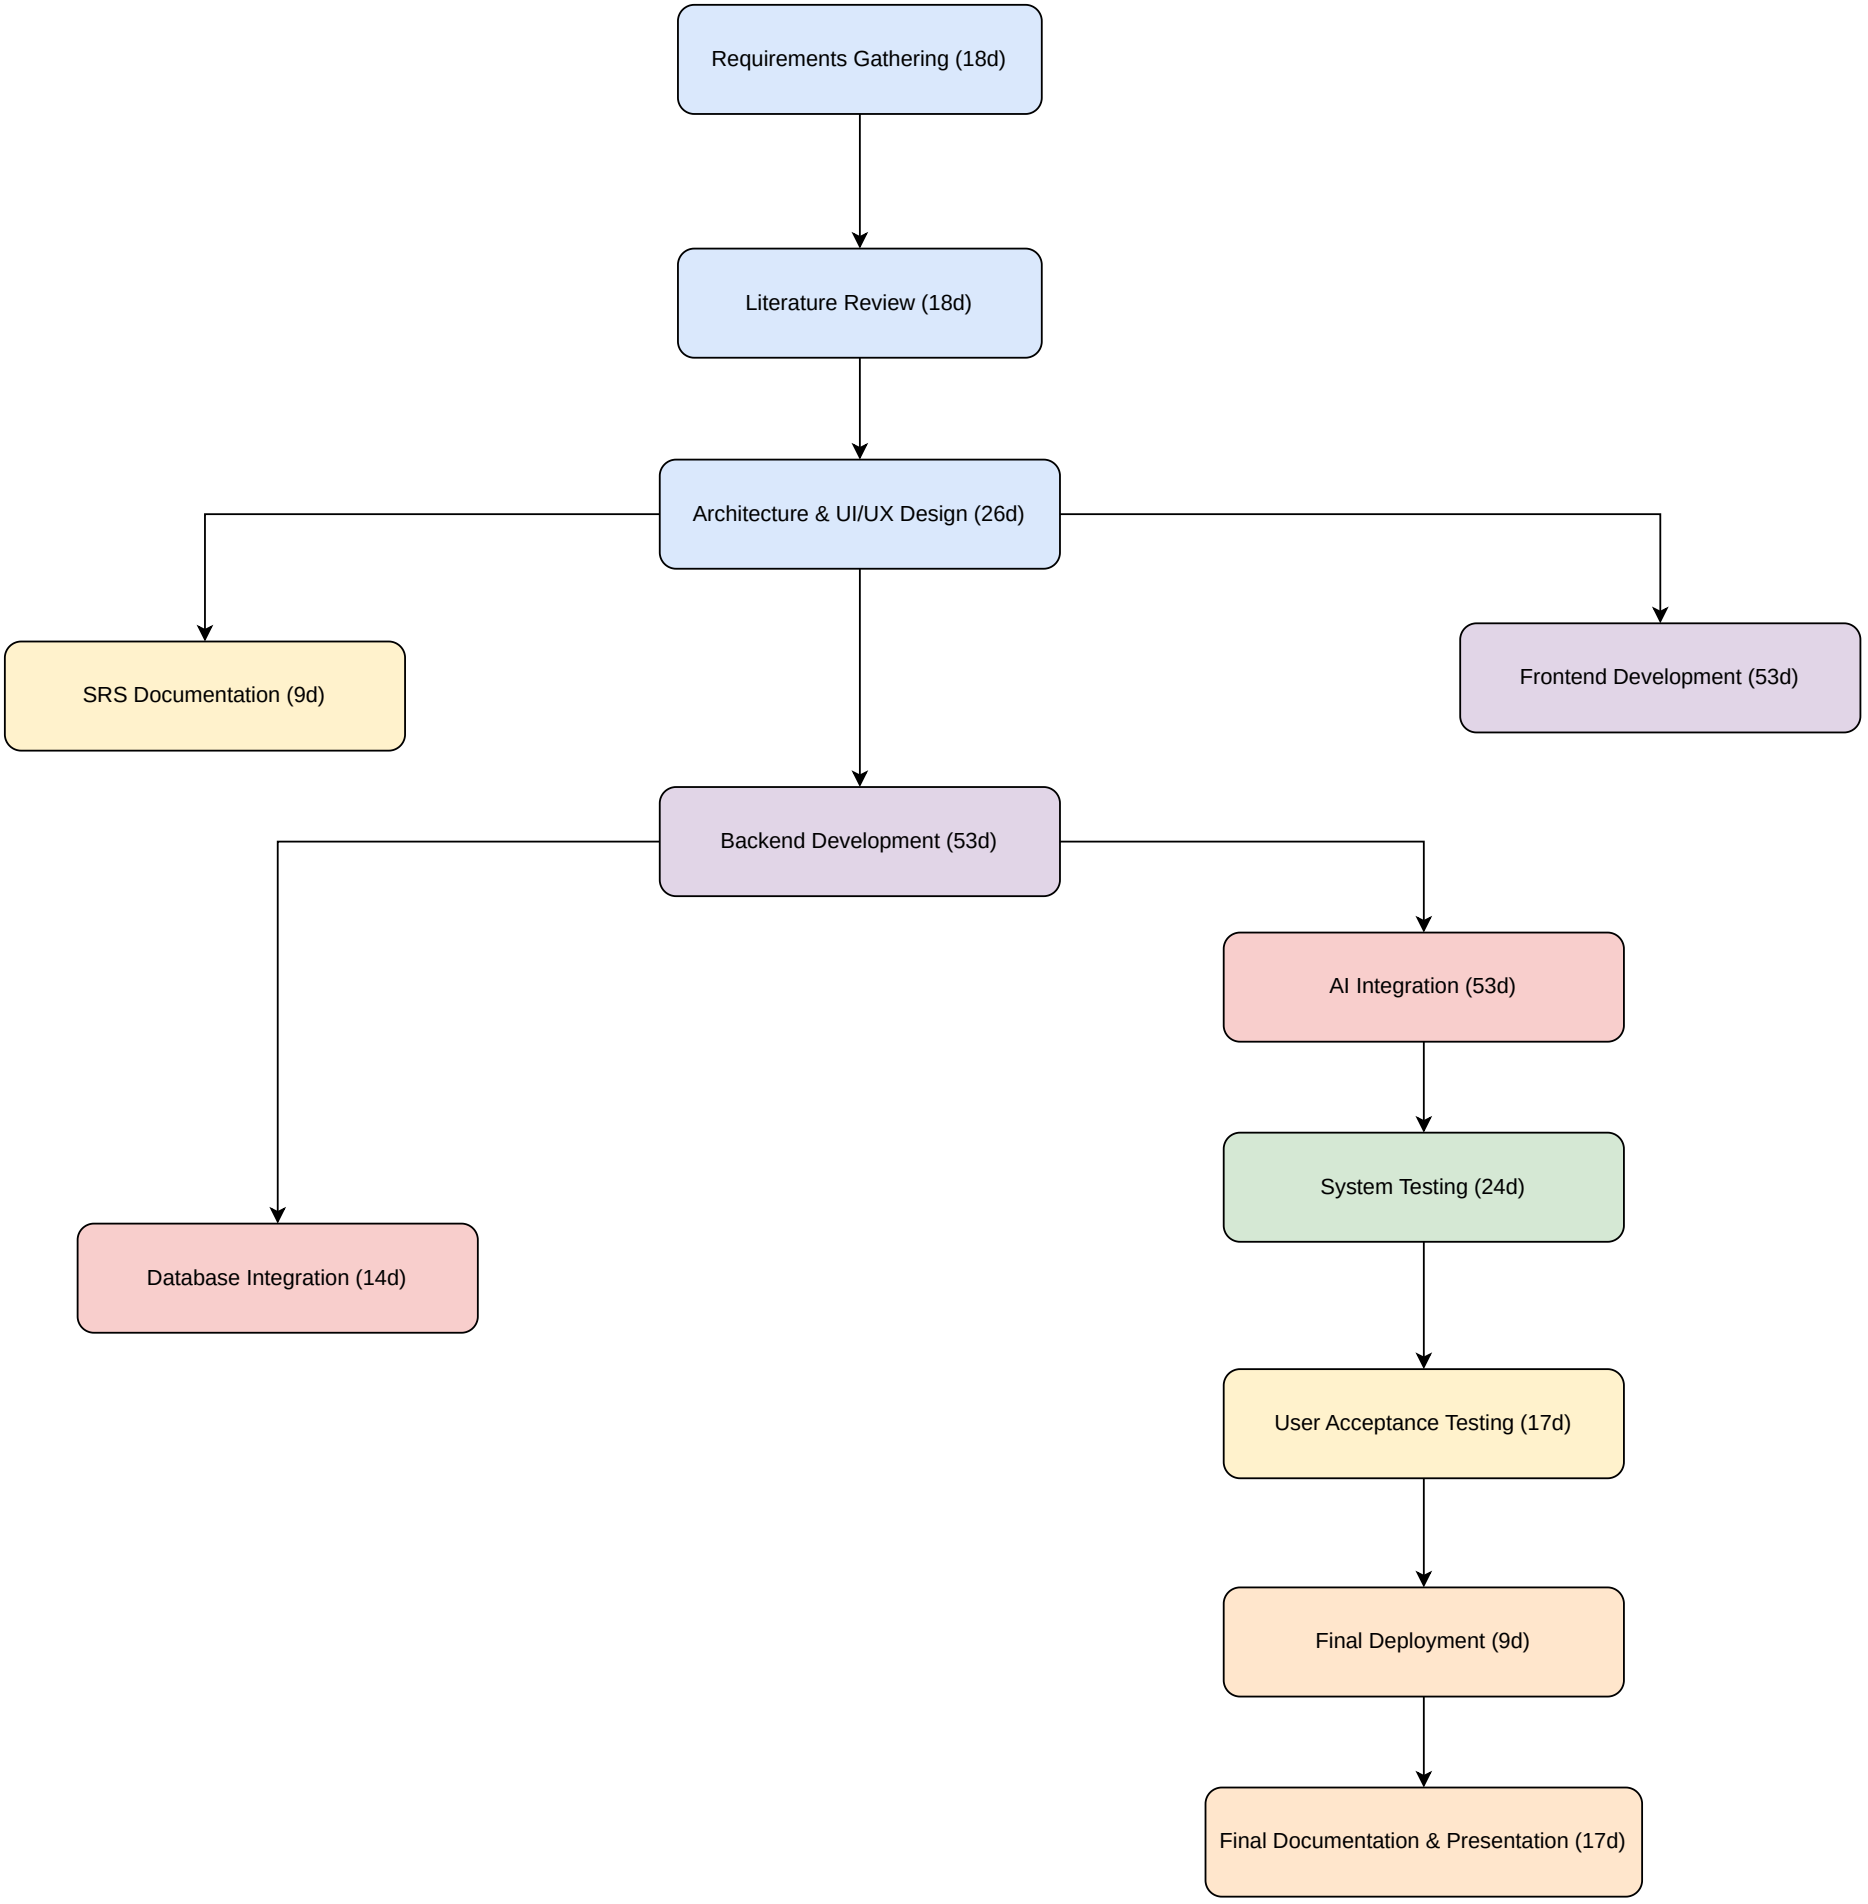 Requirements Gathering (18d)
Literature Review (18d)
Architecture & UI/UX Design (26d)
SRS Documentation (9d)
Frontend Development (53d)
Backend Development (53d)
AI Integration (53d)
System Testing (24d)
Database Integration (14d)
User Acceptance Testing (17d)
Final Deployment (9d)
Final Documentation & Presentation (17d)